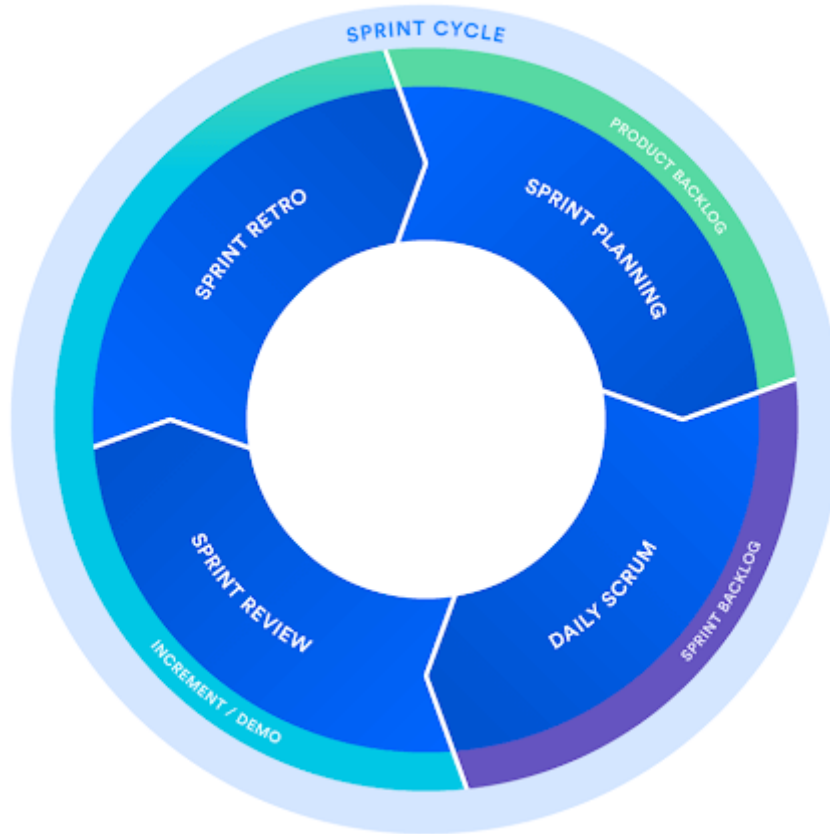 SPRINT CYCLE
PRODUCT BACKLOG
SPRINT PLANNING
SPRINT RETRO
DAILY SCRUM
SPRINT BACKLOG
SPRINT REVIEW
INCREMENT / DEMO